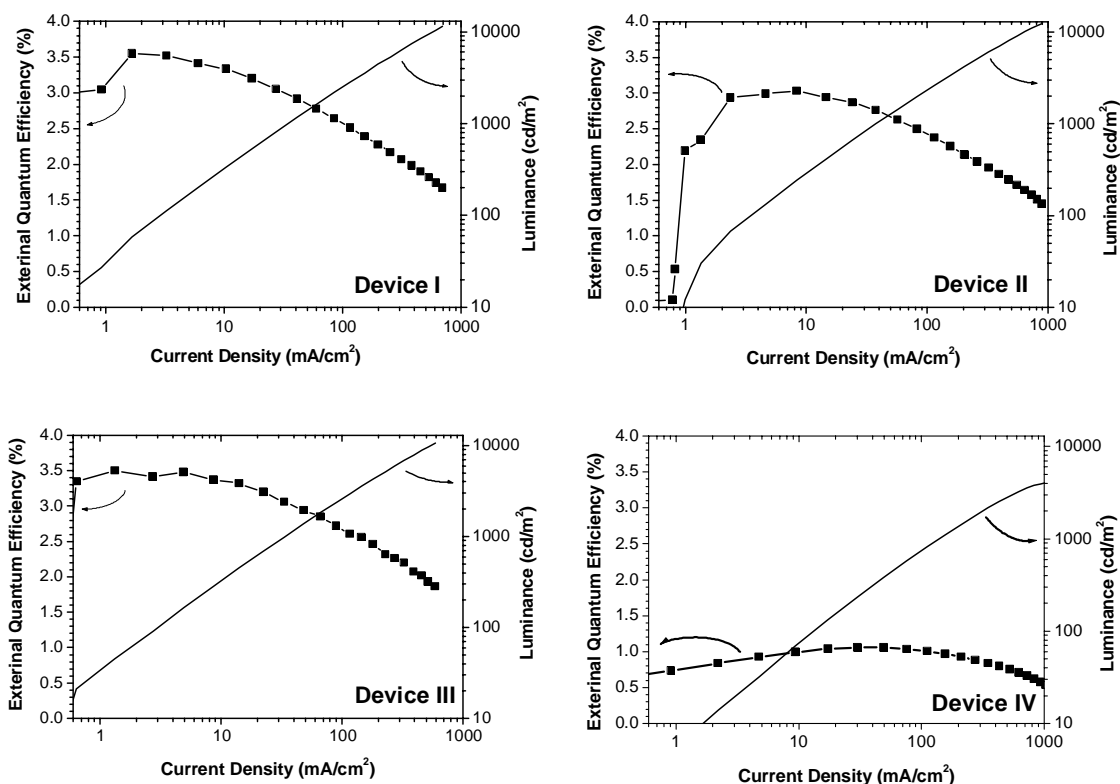 4.0
3.5
3.0
2.5
2.0
1.5
1.0
0.5
0.0
Exterinal Quantum Efficiency (%)
10000
1000
100
10
Luminance (cd/m²)
Device I
1 10 100 1000
Current Density (mA/cm²)
4.0
3.5
3.0
2.5
2.0
1.5
1.0
0.5
0.0
Exterinal Quantum Efficiency (%)
10000
1000
100
10
Luminance (cd/m²)
Device II
1 10 100 1000
Current Density (mA/cm²)
4.0
3.5
3.0
2.5
2.0
1.5
1.0
0.5
0.0
Exterinal Quantum Efficiency (%)
10000
1000
100
10
Luminance (cd/m²)
Device III
1 10 100 1000
Current Density (mA/cm²)
4.0
3.5
3.0
2.5
2.0
1.5
1.0
0.5
0.0
Exterinal Quantum Efficiency (%)
10000
1000
100
10
Luminance (cd/m²)
Device IV
1 10 100 1000
Current Density (mA/cm²)